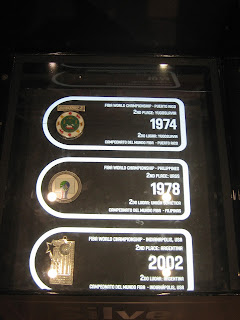 FIBA WORLD CHAMPIONSHIP - PUERTO RICO
2ND PLACE: YUGOSLAVIA
1974
2DO LUGAR: YUGOSLAVIA
CAMPEONATO DEL MUNDO FIBA - PUERTO RICO
FIBA WORLD CHAMPIONSHIP - PHILIPPINES
2ND PLACE: URSS
1978
2DO LUGAR: UNIÓN SOVIÉTICA
CAMPEONATO DEL MUNDO FIBA - FILIPINAS
FIBA WORLD CHAMPIONSHIP - INDIANAPOLIS, USA
2ND PLACE: ARGENTINA
2002
2DO LUGAR: ARGENTINA
CAMPEONATO DEL MUNDO FIBA - INDIANÁPOLIS, USA